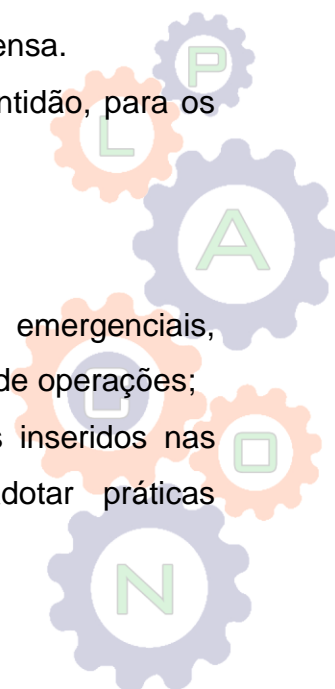 ensa.
P
ntidão, para os
L
A
emergenciais,
de operações;
C
s inseridos nas
O
dotar práticas
N